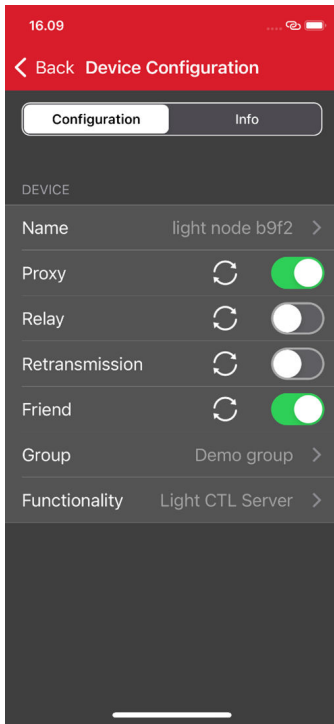 16.09
Back Device Configuration
Configuration Info
DEVICE
Name light node b9f2
Proxy
Relay
Retransmission
Friend
Group Demo group
Functionality Light CTL Server